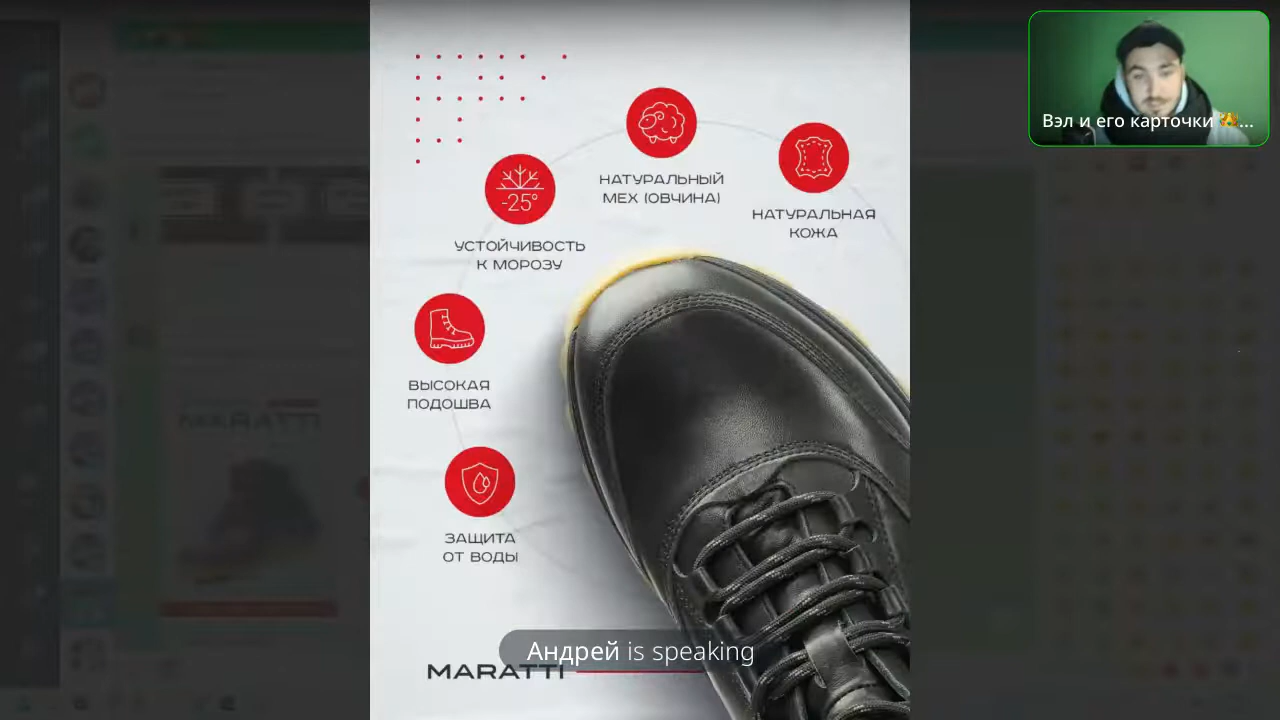 Вэл и его карточки 🙀...
НАТУРАЛЬНЫЙ
МЕХ (ОВЧИНА)
НАТУРАЛЬНАЯ
КОЖА
-25°
УСТОЙЧИВОСТЬ
К МОРОЗУ
ВЫСОКАЯ
ПОДОШВА
ЗАЩИТА
ОТ ВОДЫ
Андрей is speaking
MARATTI
MARATTI